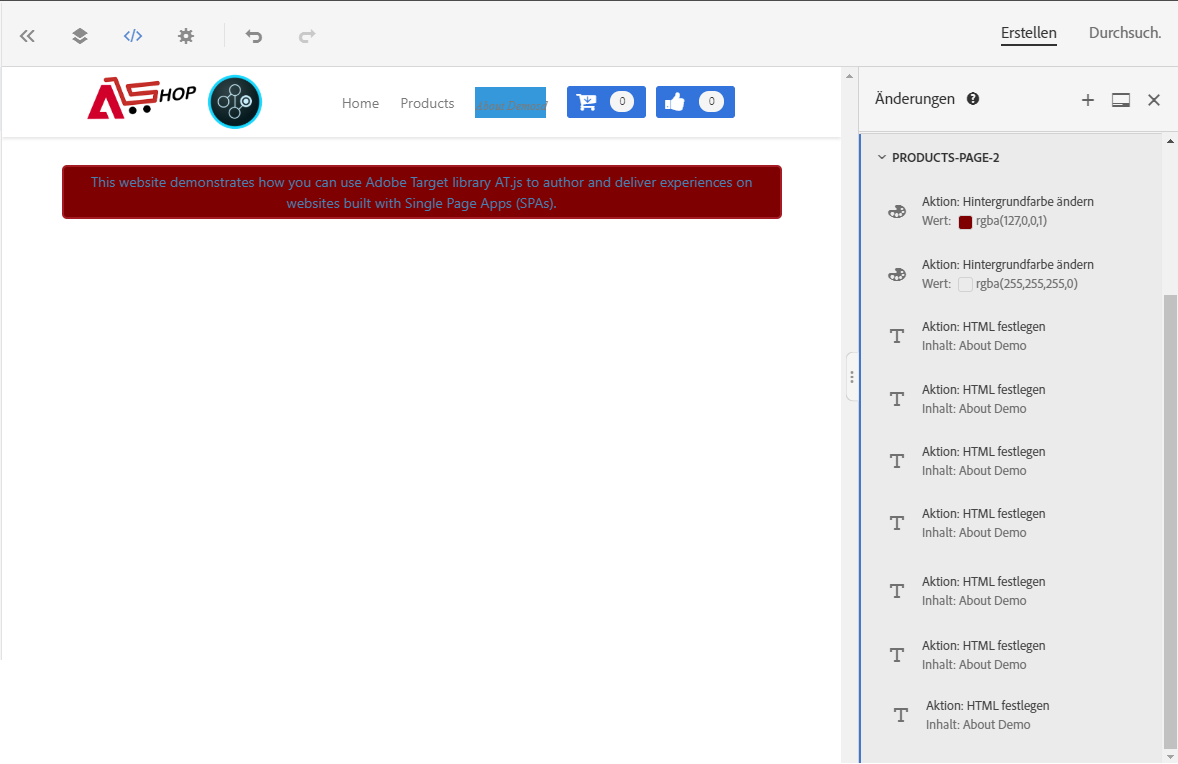 Erstellen
Durchsuch.
ASHOP
Home
Products
0
0
Änderungen
This website demonstrates how you can use Adobe Target library AT.js to author and deliver experiences on
websites built with Single Page Apps (SPAs).
PRODUCTS-PAGE-2
Aktion: Hintergrundfarbe ändern
Wert: rgba(127,0,0,1)
Aktion: Hintergrundfarbe ändern
Wert: rgba(255,255,255,0)
Aktion: HTML festlegen
Inhalt: About Demo
Aktion: HTML festlegen
Inhalt: About Demo
Aktion: HTML festlegen
Inhalt: About Demo
Aktion: HTML festlegen
Inhalt: About Demo
Aktion: HTML festlegen
Inhalt: About Demo
Aktion: HTML festlegen
Inhalt: About Demo
Aktion: HTML festlegen
Inhalt: About Demo